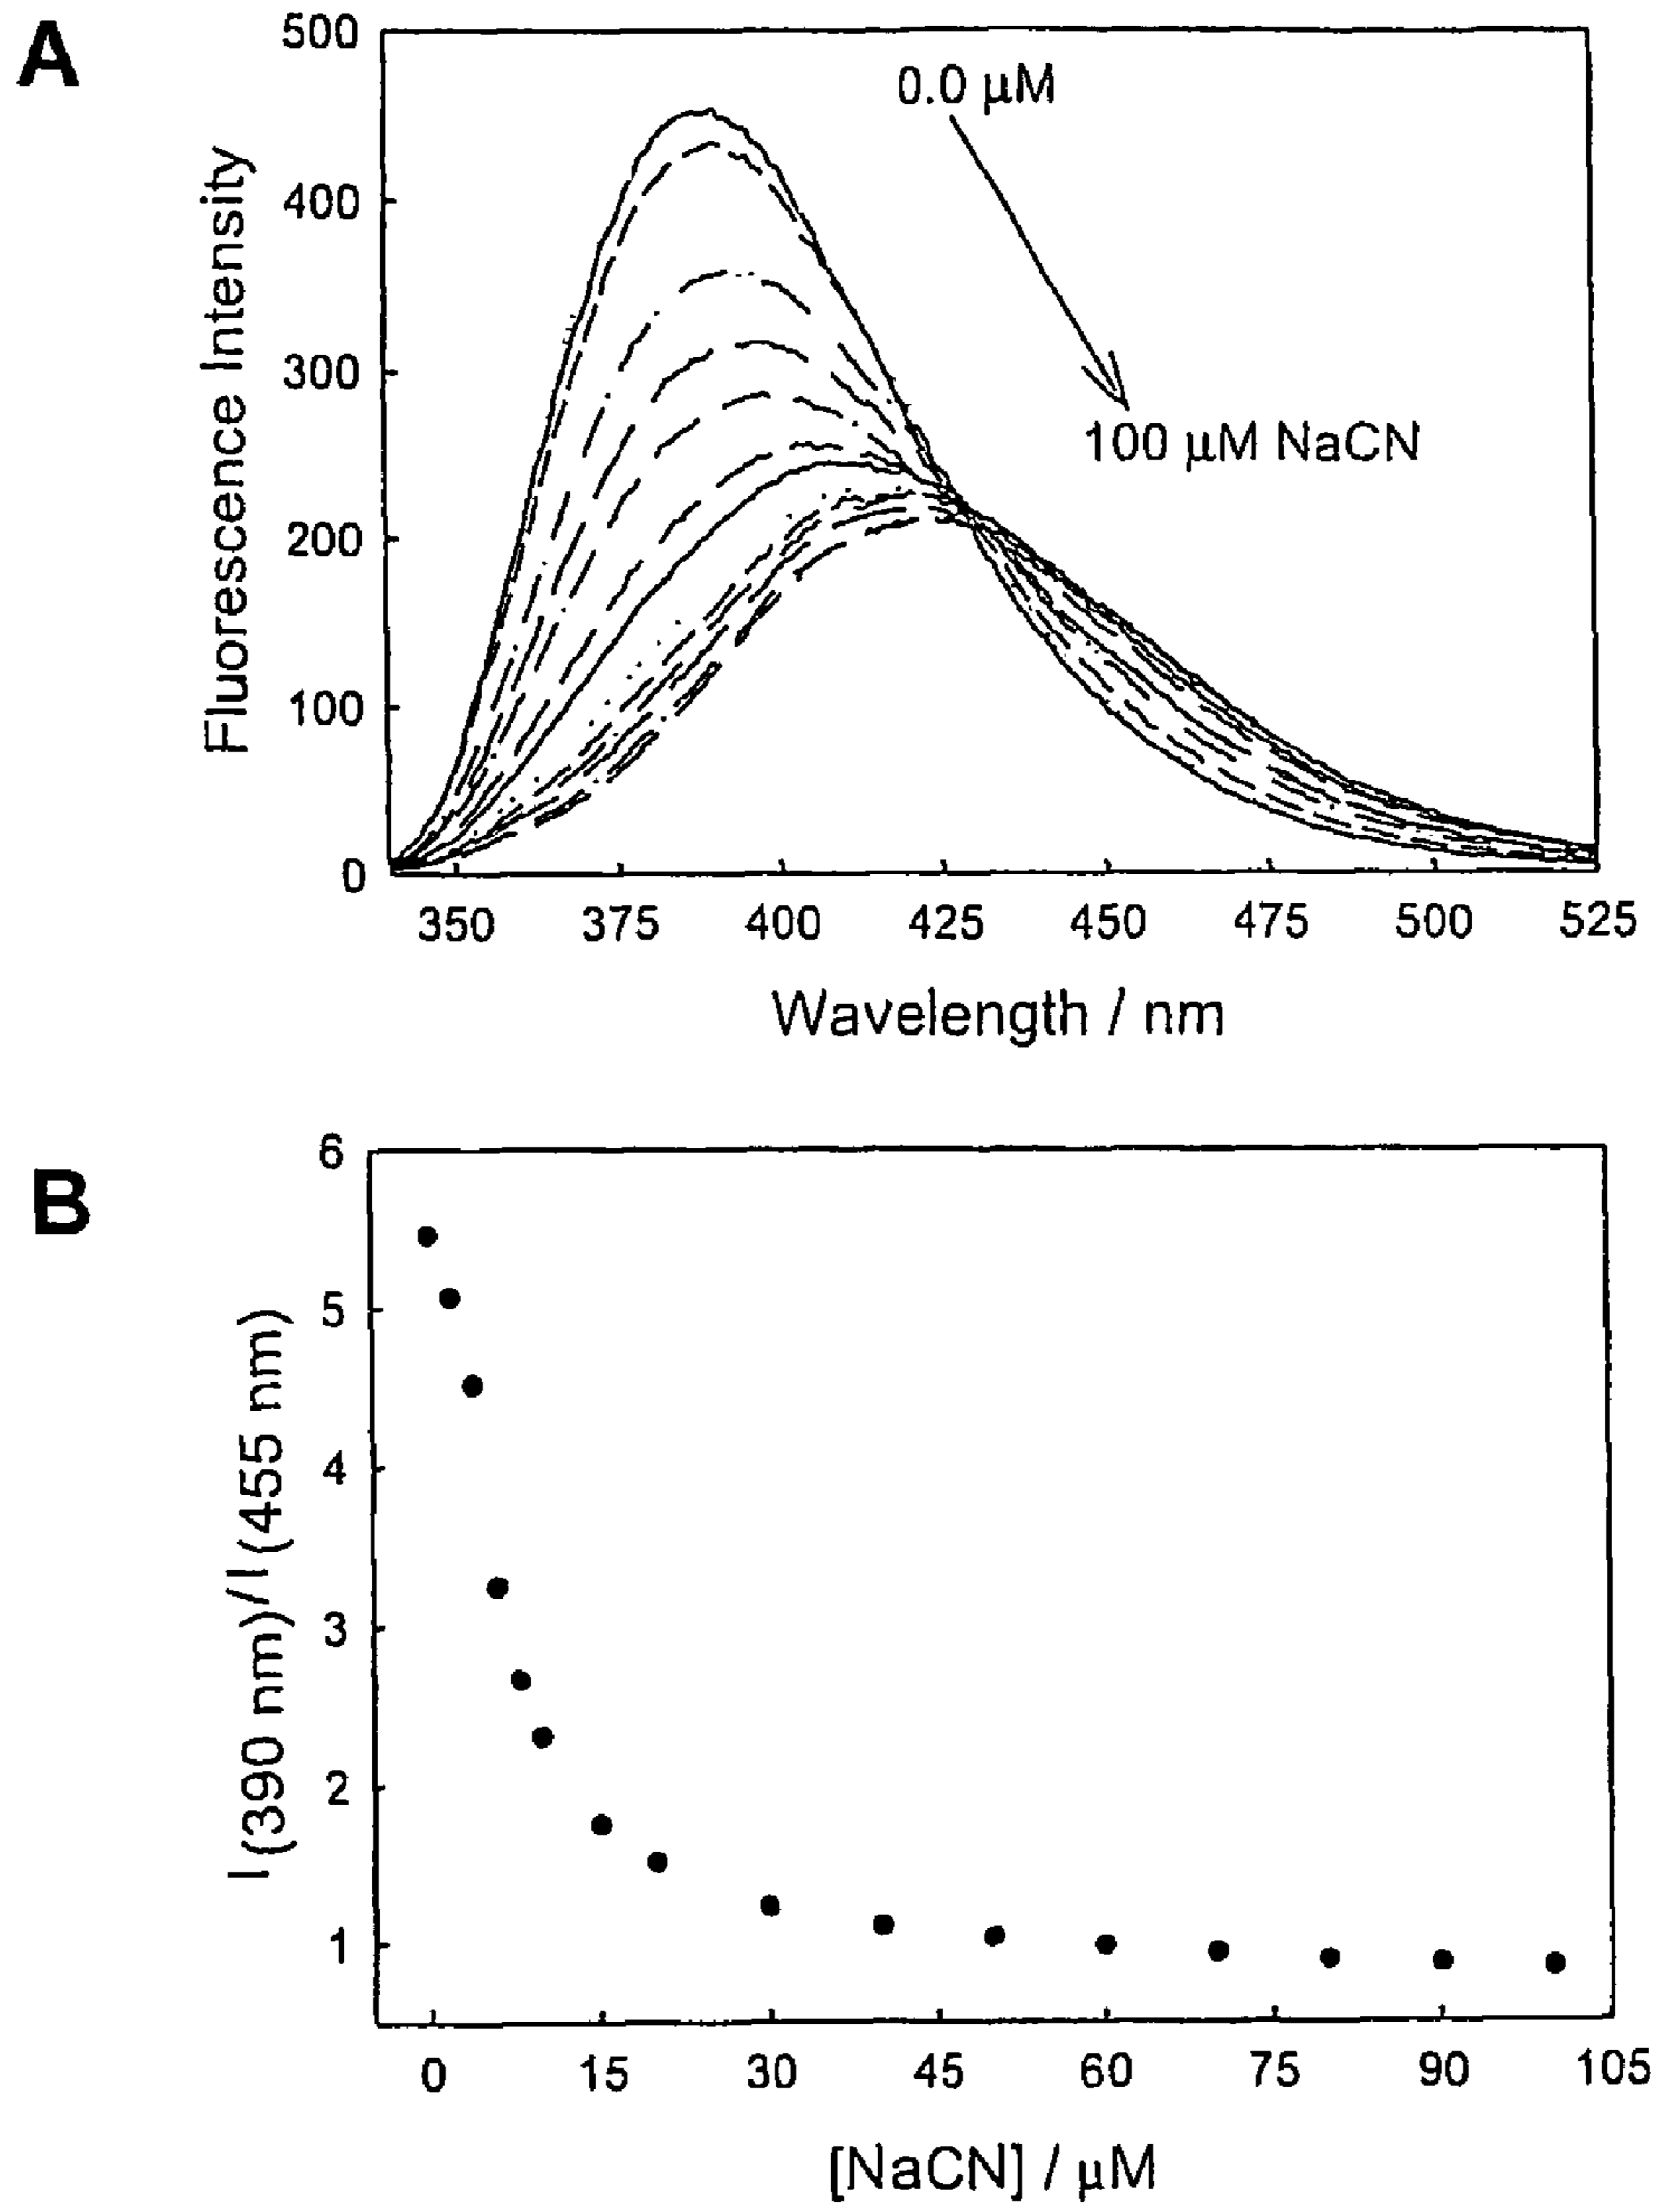 A
500
400
300
200
100
0
Fluorescence Intensity
0.0 μM
100 μM NaCN
350 375 400 425 450 475 500 525
Wavelength / nm
B
6
5
4
3
2
1
I (390 nm)/I (455 nm)
0 15 30 45 60 75 90 105
[NaCN] / μM